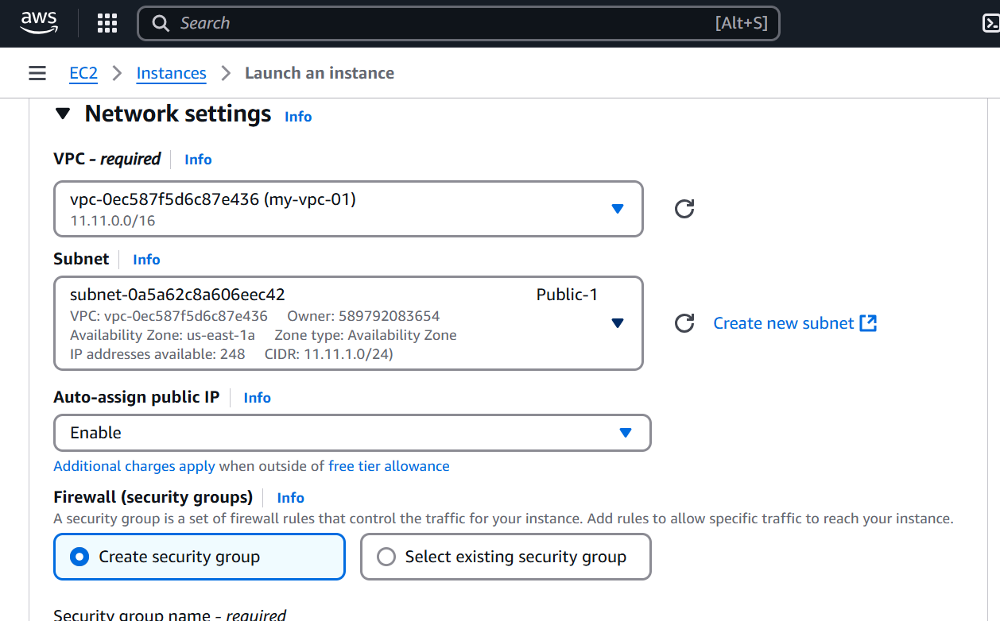 aws
Search [Alt+S]
EC2 Instances Launch an instance
Network settings Info
VPC - required Info
vpc-0ec587f5d6c87e436 (my-vpc-01)
11.11.0.0/16
Subnet Info
subnet-0a5a62c8a606eec42 Public-1
VPC: vpc-0ec587f5d6c87e436 Owner: 589792083654
Availability Zone: us-east-1a Zone type: Availability Zone
IP addresses available: 248 CIDR: 11.11.1.0/24)
Create new subnet
Auto-assign public IP Info
Enable
Additional charges apply when outside of free tier allowance
Firewall (security groups) Info
A security group is a set of firewall rules that control the traffic for your instance. Add rules to allow specific traffic to reach your instance.
Create security group Select existing security group
Security group name - required